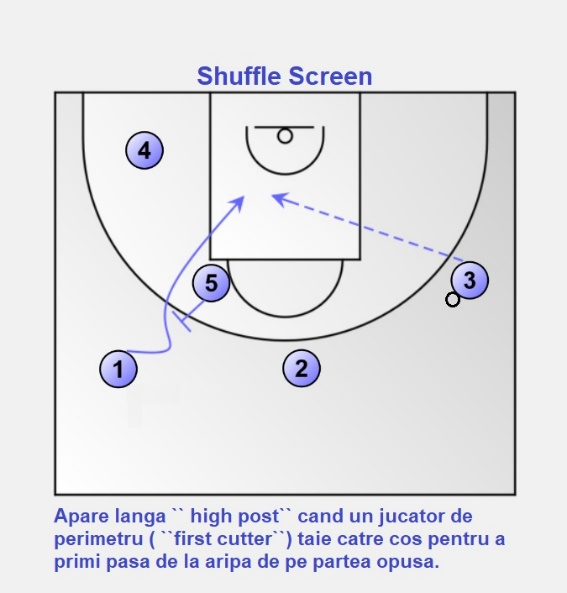 Shuffle Screen
4
5
3
1
2
Apare langa `` high post`` cand un jucator de
perimetru ( ``first cutter``) taie catre cos pentru a
primi pasa de la aripa de pe partea opusa.